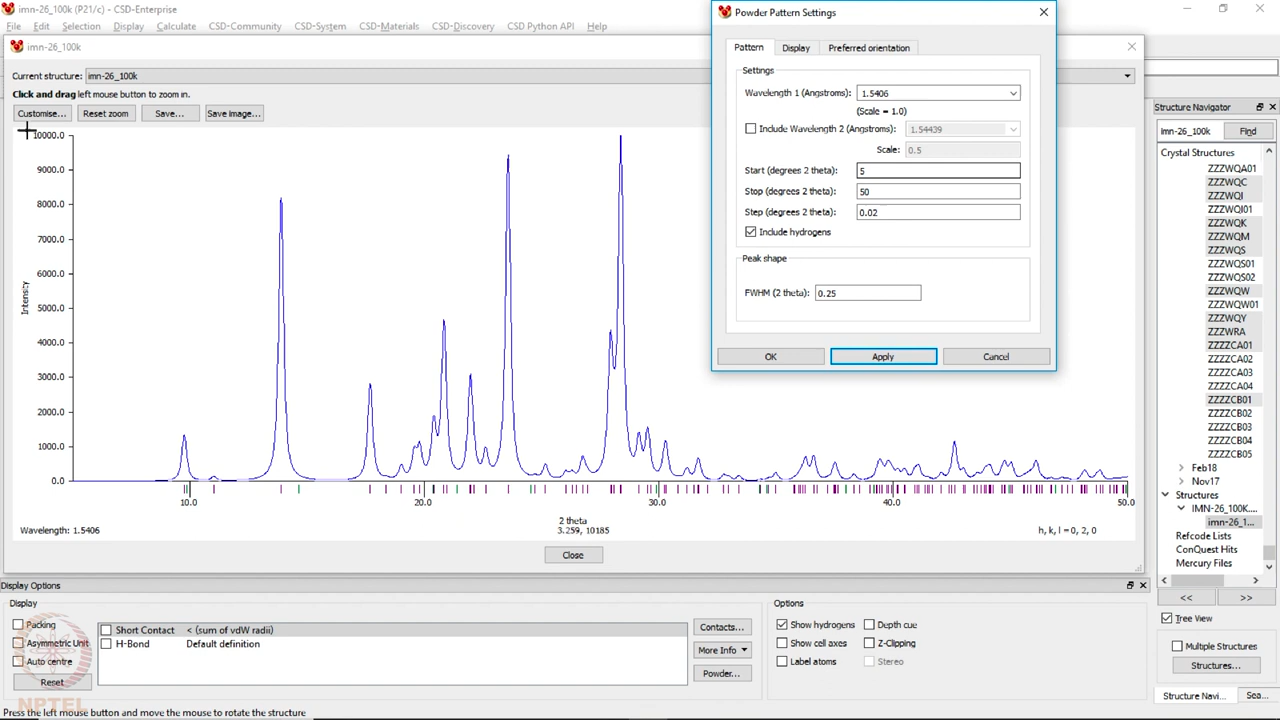 imn-26_100k (P21/c) - CSD-Enterprise
File Edit Selection Display Calculate CSD-Community CSD-System CSD-Materials CSD-Discovery CSD Python API Help
imn-26_100k
Current structure: imn-26_100k
Click and drag left mouse button to zoom in.
Customise... Reset zoom Save... Save Image...
10000.0
9000.0
8000.0
7000.0
6000.0
5000.0
4000.0
3000.0
2000.0
1000.0
0.0
Intensity
10.0 20.0 30.0 40.0 50.0
2 theta
Wavelength: 1.5406 3.259, 10185 h, k, l = 0, 2, 0
Close
Powder Pattern Settings
Pattern Display Preferred orientation
Settings
Wavelength 1 (Angstroms): 1.5406
(Scale = 1.0)
Include Wavelength 2 (Angstroms): 1.54439
Scale: 0.5
Start (degrees 2 theta): 5
Stop (degrees 2 theta): 50
Step (degrees 2 theta): 0.02
Include hydrogens
Peak shape
FWHM (2 theta): 0.25
OK Apply Cancel
Structure Navigator
imn-26_100k Find
Crystal Structures
ZZZWQA01
ZZZWQC
ZZZWQI
ZZZWQI01
ZZZWQK
ZZZWQM
ZZZWQS
ZZZWQS01
ZZZWQS02
ZZZWQW
ZZZWQW01
ZZZWQY
ZZZWRA
ZZZZCA01
ZZZZCA02
ZZZZCA03
ZZZZCA04
ZZZZCB01
ZZZZCB02
ZZZZCB03
ZZZZCB04
ZZZZCB05
Feb18
Nov17
Structures
IMN-26_100K....
imn-26_1...
Refcode Lists
ConQuest Hits
Mercury Files
<< >>
Tree View
Multiple Structures
Structures...
Structure Navi... Sea...
Display Options
Display
Packing
Asymmetric Unit
Auto centre
Reset
Short Contact < (sum of vdW radii)
H-Bond Default definition
Contacts...
More Info
Powder...
Options
Show hydrogens Depth cue
Show cell axes Z-Clipping
Label atoms Stereo
NPTEL
Press the left mouse button and move the mouse to rotate the structure